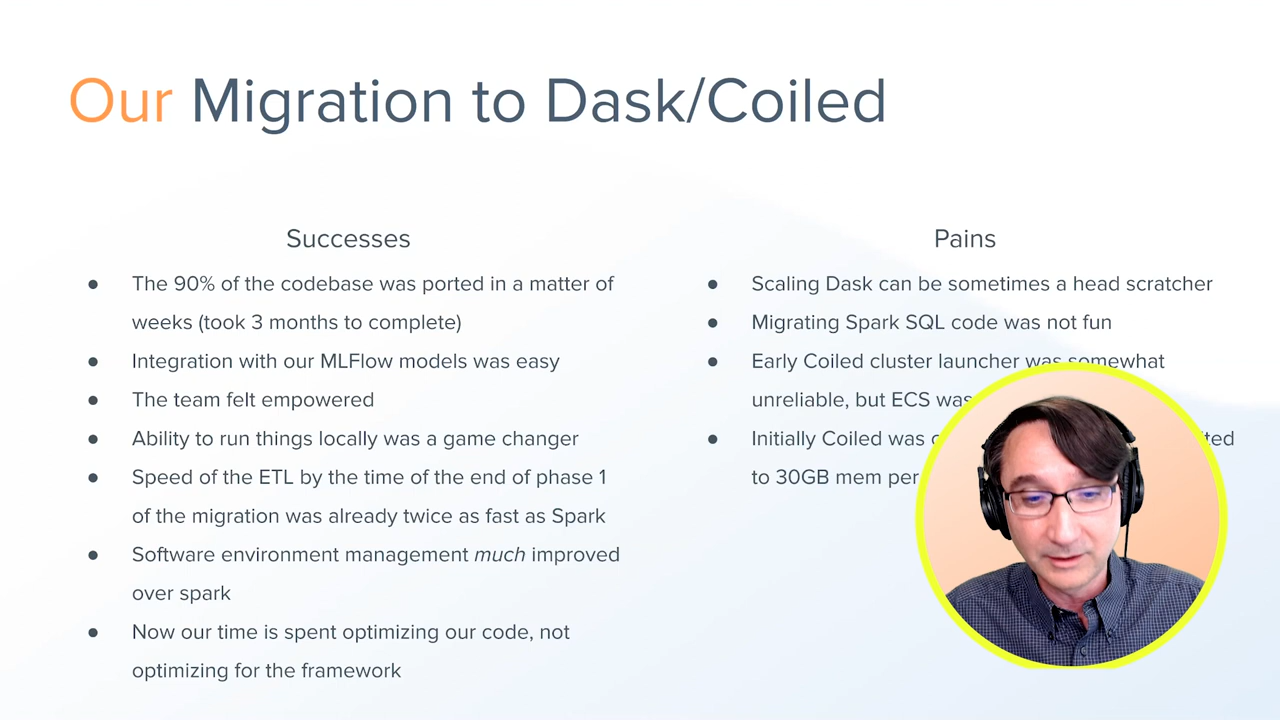 Our Migration to Dask/Coiled
Successes
● The 90% of the codebase was ported in a matter of
weeks (took 3 months to complete)
● Integration with our MLFlow models was easy
● The team felt empowered
● Ability to run things locally was a game changer
● Speed of the ETL by the time of the end of phase 1
of the migration was already twice as fast as Spark
● Software environment management much improved
over spark
● Now our time is spent optimizing our code, not
optimizing for the framework
Pains
● Scaling Dask can be sometimes a head scratcher
● Migrating Spark SQL code was not fun
● Early Coiled cluster launcher was somewhat
unreliable, but ECS was
● Initially Coiled was
to 30GB mem per